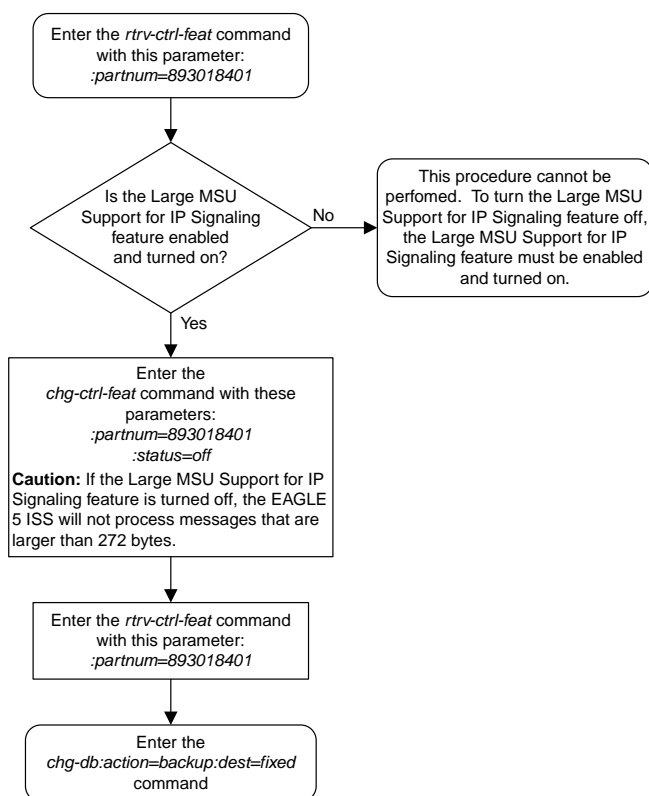 Enter the rtrv-ctrl-feat command
with this parameter:
:partnum=893018401
Is the Large MSU
Support for IP Signaling
feature enabled
and turned on?
No
This procedure cannot be
perfomed. To turn the Large MSU
Support for IP Signaling feature off,
the Large MSU Support for IP
Signaling feature must be enabled
and turned on.
Yes
Enter the
chg-ctrl-feat command with these
parameters:
:partnum=893018401
:status=off
Caution: If the Large MSU Support for IP
Signaling feature is turned off, the EAGLE
5 ISS will not process messages that are
larger than 272 bytes.
Enter the rtrv-ctrl-feat command
with this parameter:
:partnum=893018401
Enter the
chg-db:action=backup:dest=fixed
command